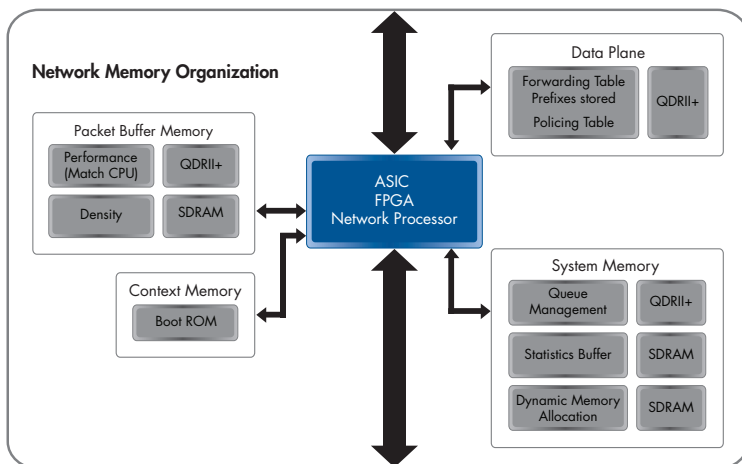 Network Memory Organization
Packet Buffer Memory
Performance
(Match CPU)
QDRII+
Density
SDRAM
Context Memory
Boot ROM
ASIC
FPGA
Network Processor
Data Plane
Forwarding Table
Prefixes stored
Policing Table
QDRII+
System Memory
Queue
Management
QDRII+
Statistics Buffer
SDRAM
Dynamic Memory
Allocation
SDRAM